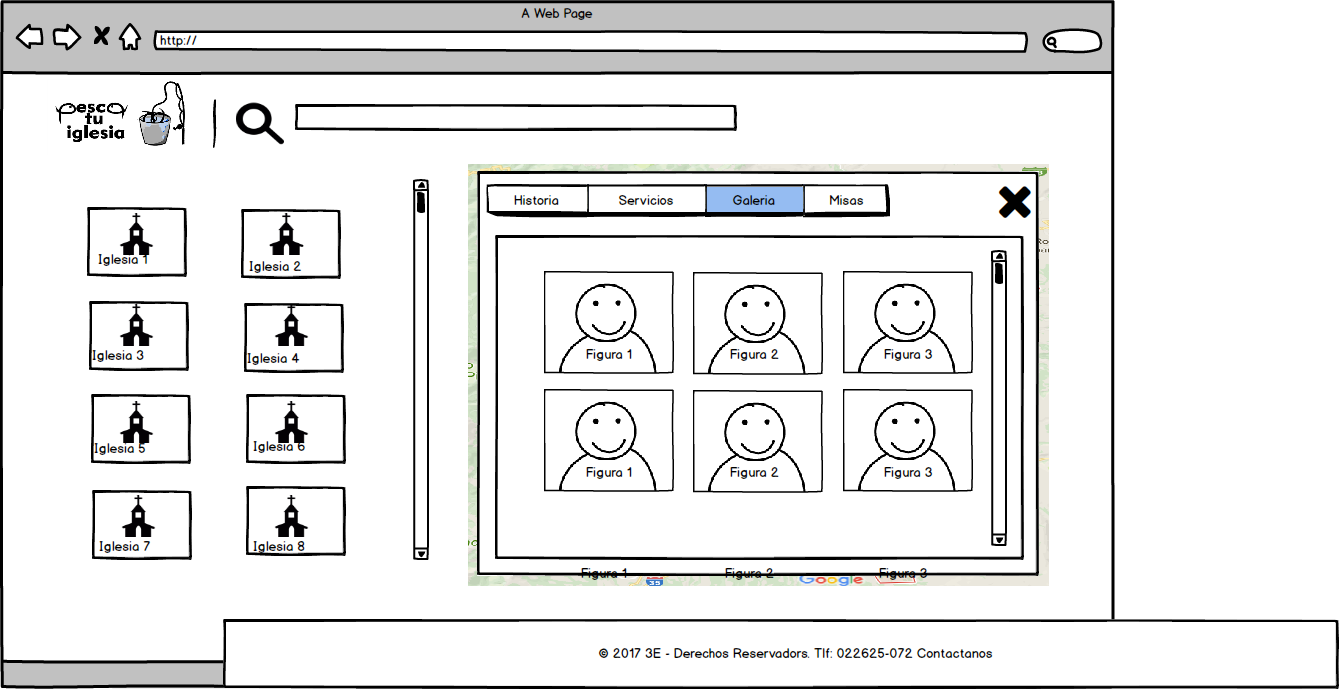 A Web Page
http://
pesca
tu
iglesia
Historia
Servicios
Galeria
Misas
Iglesia 1
Iglesia 2
Iglesia 3
Iglesia 4
Iglesia 5
Iglesia 6
Iglesia 7
Iglesia 8
Figura 1
Figura 2
Figura 3
Figura 1
Figura 2
Figura 3
Figura 1
Figura 2
Figura 3
35
Google
© 2017 3E - Derechos Reservadors. Tlf: 022625-072 Contactanos